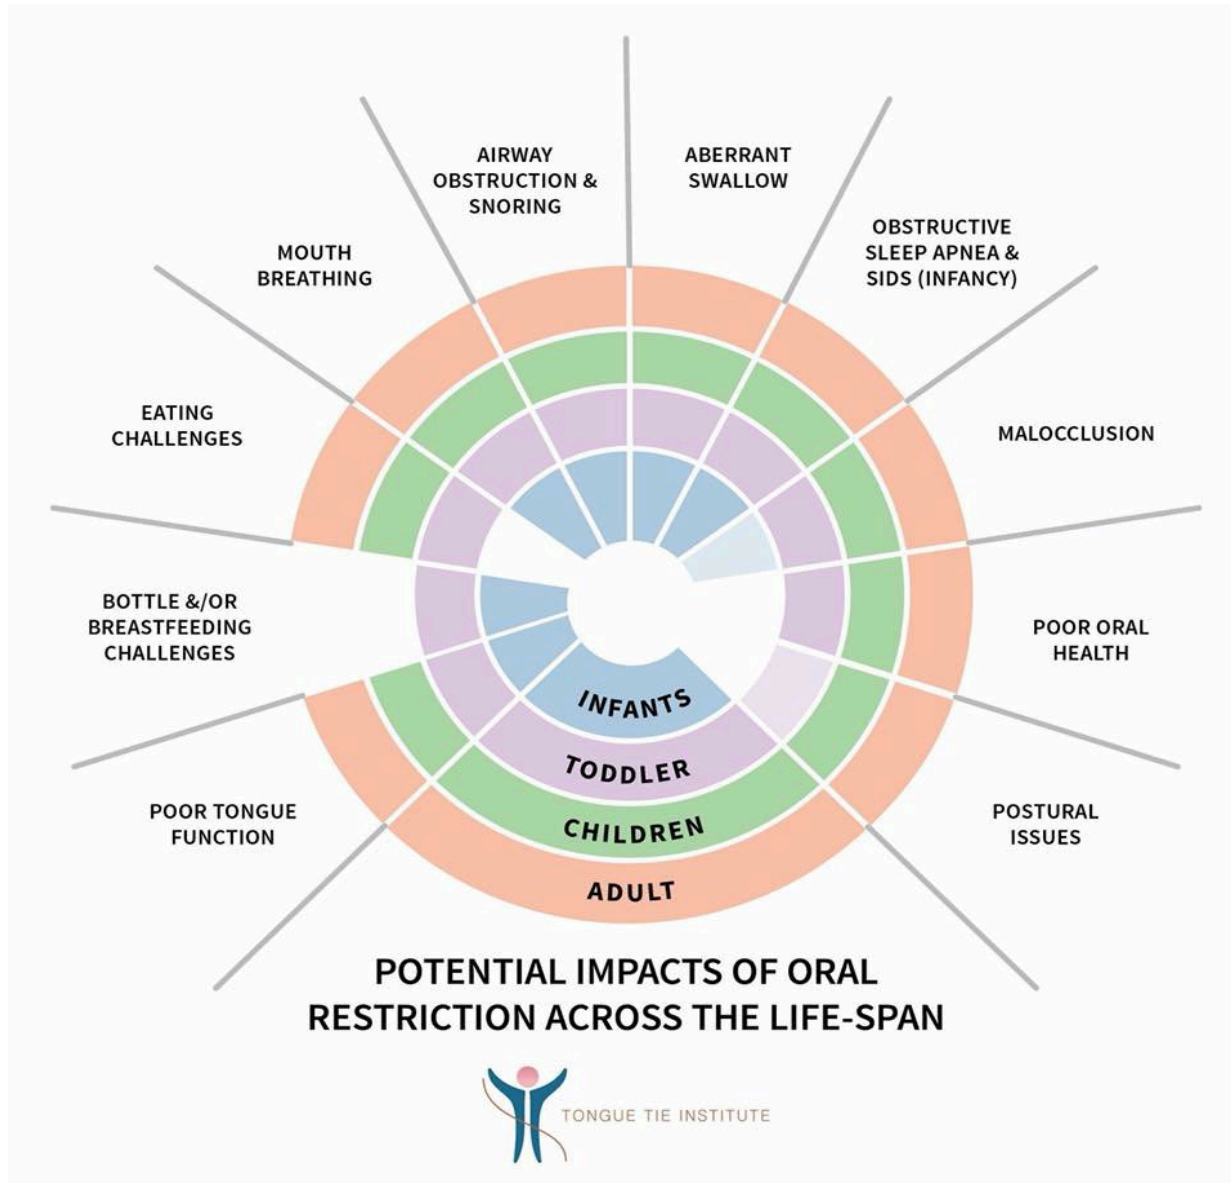 AIRWAY
OBSTRUCTION &
SNORING
ABERRANT
SWALLOW
MOUTH
BREATHING
OBSTRUCTIVE
SLEEP APNEA &
SIDS (INFANCY)
EATING
CHALLENGES
MALOCCLUSION
BOTTLE &/OR
BREASTFEEDING
CHALLENGES
POOR ORAL
HEALTH
POOR TONGUE
FUNCTION
POSTURAL
ISSUES
INFANTS
TODDLER
CHILDREN
ADULT
POTENTIAL IMPACTS OF ORAL
RESTRICTION ACROSS THE LIFE-SPAN
TONGUE TIE INSTITUTE